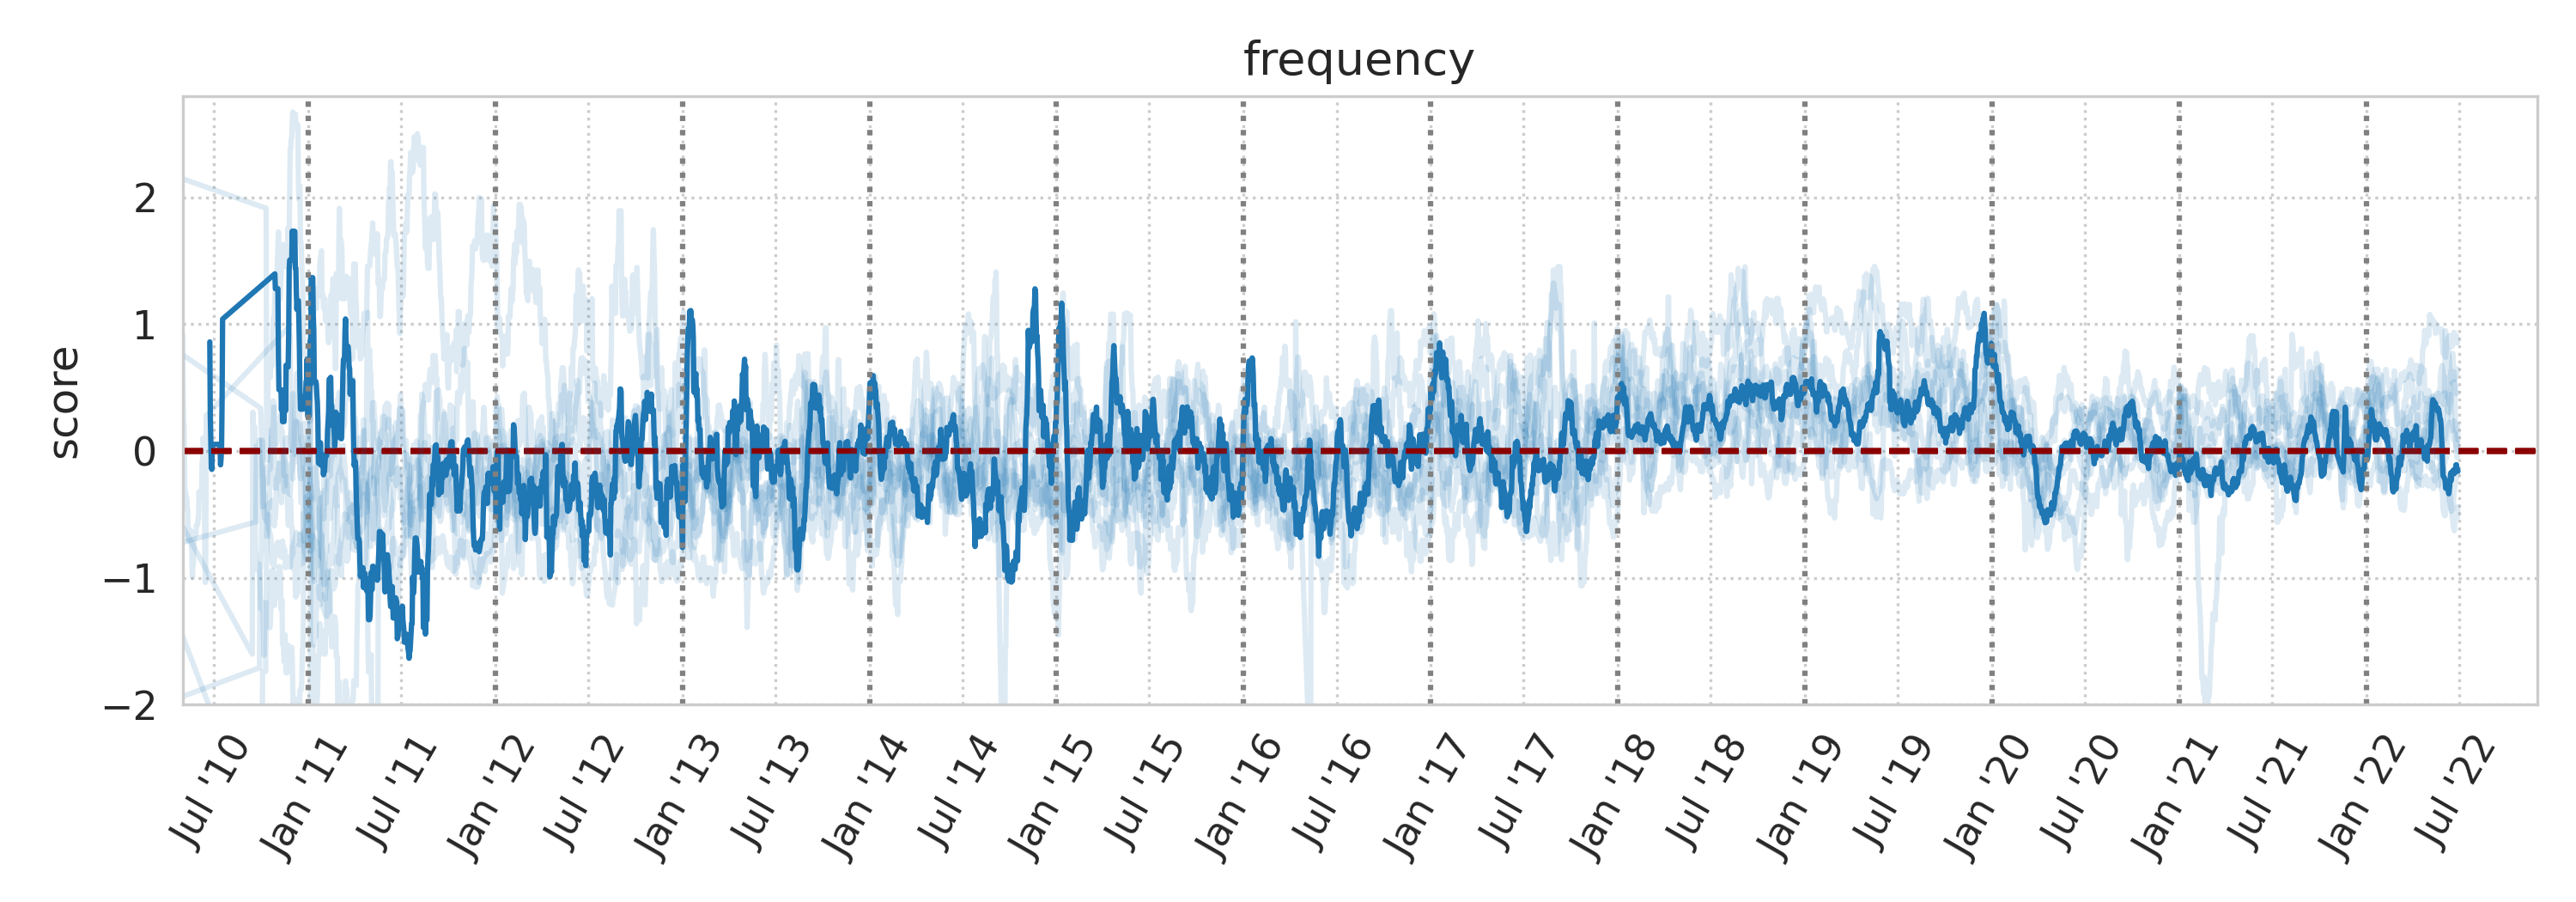 frequency
score
2
1
0
−1
−2
Jul '10
Jan '11
Jul '11
Jan '12
Jul '12
Jan '13
Jul '13
Jan '14
Jul '14
Jan '15
Jul '15
Jan '16
Jul '16
Jan '17
Jul '17
Jan '18
Jul '18
Jan '19
Jul '19
Jan '20
Jul '20
Jan '21
Jul '21
Jan '22
Jul '22